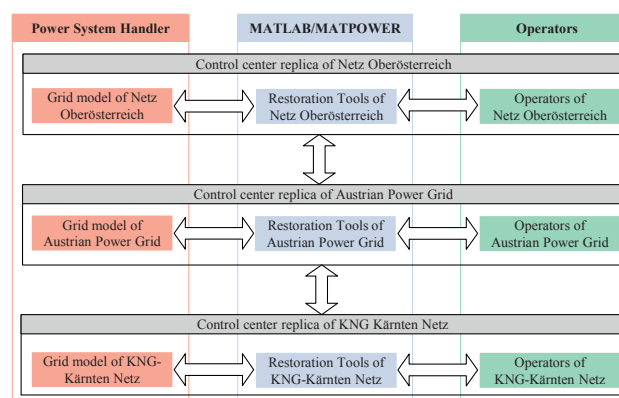 Power System Handler
MATLAB/MATPOWER
Operators
Control center replica of Netz Oberösterreich
Grid model of Netz
Oberösterreich
Restoration Tools of
Netz Oberösterreich
Operators of
Netz Oberösterreich
Control center replica of Austrian Power Grid
Grid model of
Austrian Power Grid
Restoration Tools of
Austrian Power Grid
Operators of
Austrian Power Grid
Control center replica of KNG Kärnten Netz
Grid model of KNG-
Kärnten Netz
Restoration Tools of
KNG-Kärnten Netz
Operators of
KNG-Kärnten Netz